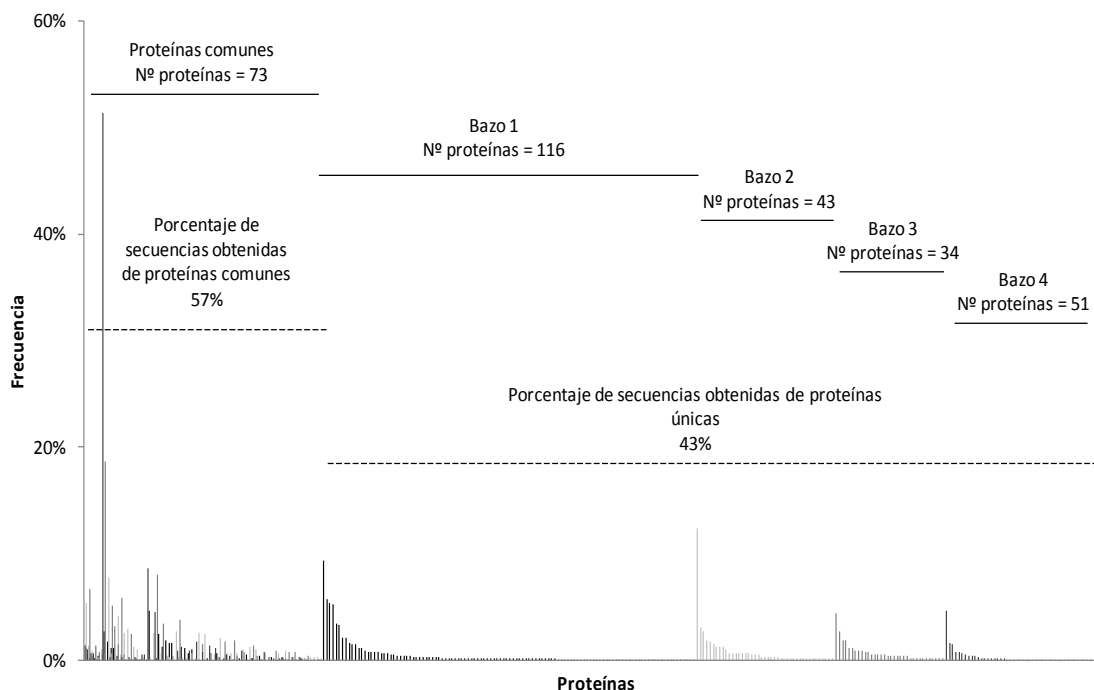 60%
Proteínas comunes
Nº proteínas = 73
Bazo 1
Nº proteínas = 116
Bazo 2
Nº proteínas = 43
Bazo 3
Nº proteínas = 34
Bazo 4
Nº proteínas = 51
40%
Porcentaje de
secuencias obtenidas
de proteínas comunes
57%
Frecuencia
Porcentaje de secuencias obtenidas de proteínas
únicas
43%
20%
0%
Proteínas